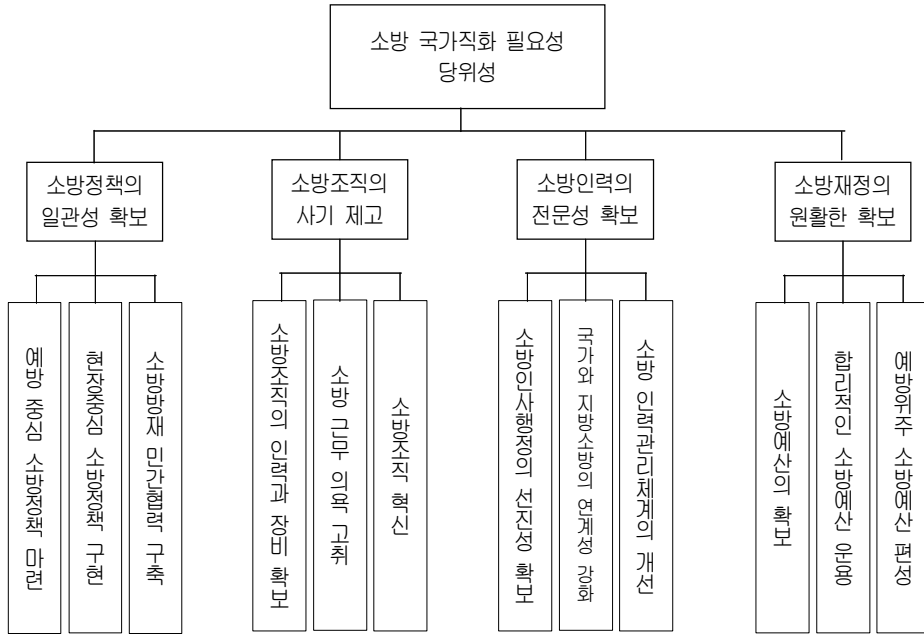 소방 국가직화 필요성
당위성
소방정책의
일관성 확보
소방조직의
사기 제고
소방인력의
전문성 확보
소방재정의
원활한 확보
예방 중심 소방정책 마련
현장중심 소방정책 구현
소방방재 민간협력 구축
소방조직의 인력과 장비 확보
소방 근무 의욕 고취
소방조직 혁신
소방인사행정의 선진성 확보
국가와 지방소방의 연계성 강화
소방 인력관리체계의 개선
소방예산의 확보
합리적인 소방예산 운용
예방위주 소방예산 편성